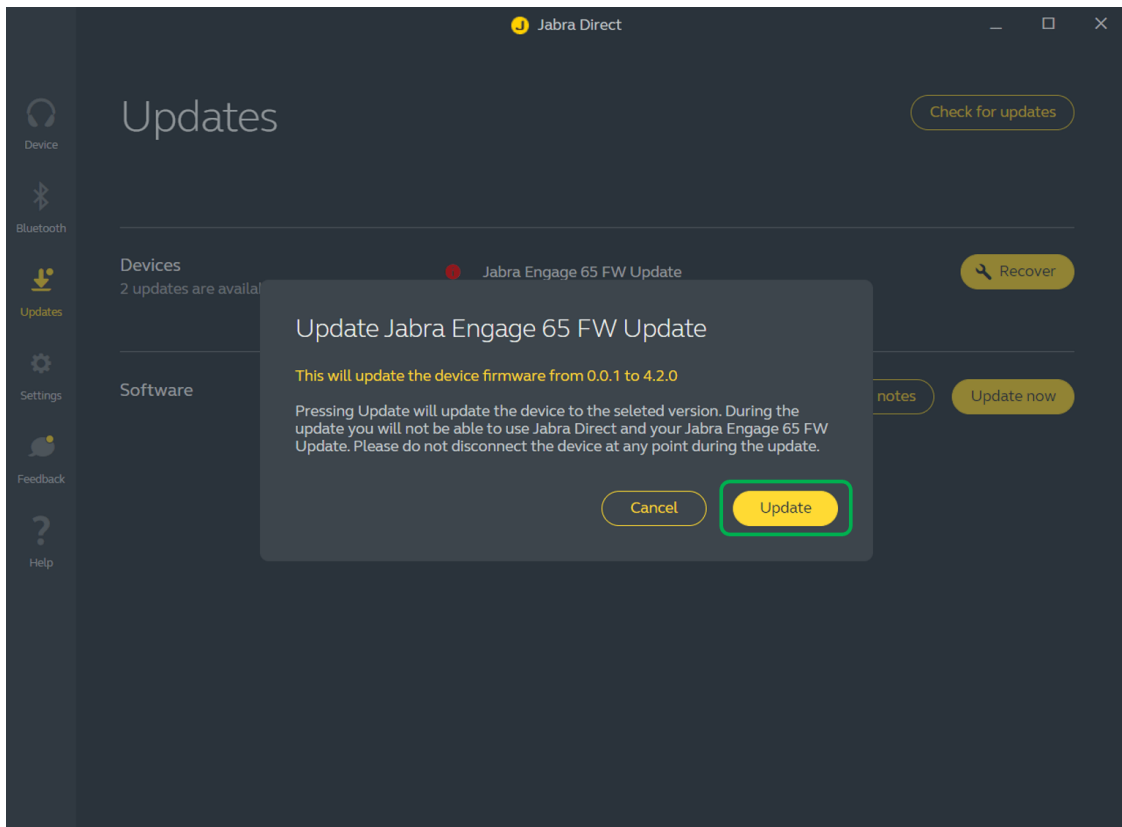 Jabra Direct
Device
Bluetooth
Updates
Settings
Feedback
Help
Updates
Check for updates
Devices
2 updates are availa
Jabra Engage 65 FW Update
Recover
Software
notes
Update now
Update Jabra Engage 65 FW Update
This will update the device firmware from 0.0.1 to 4.2.0
Pressing Update will update the device to the seleted version. During the
update you will not be able to use Jabra Direct and your Jabra Engage 65 FW
Update. Please do not disconnect the device at any point during the update.
Cancel
Update